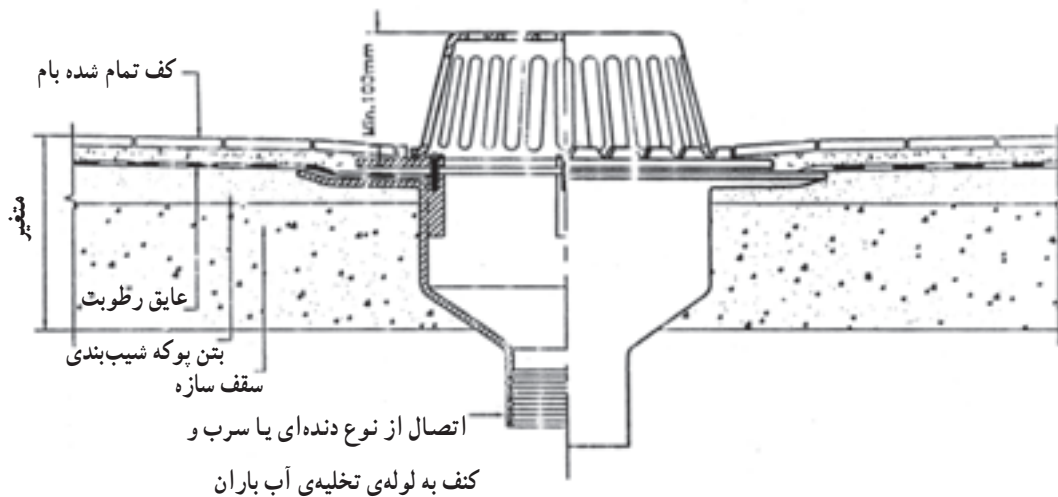 Min.100mm
کف تمام شده بام
متغیر
عایق رطوبت
بتن پوکه شیب‌بندی
سقف سازه
اتصال از نوع دنده‌ای یا سرب و
کنف به لوله‌ی تخلیه‌ی آب باران